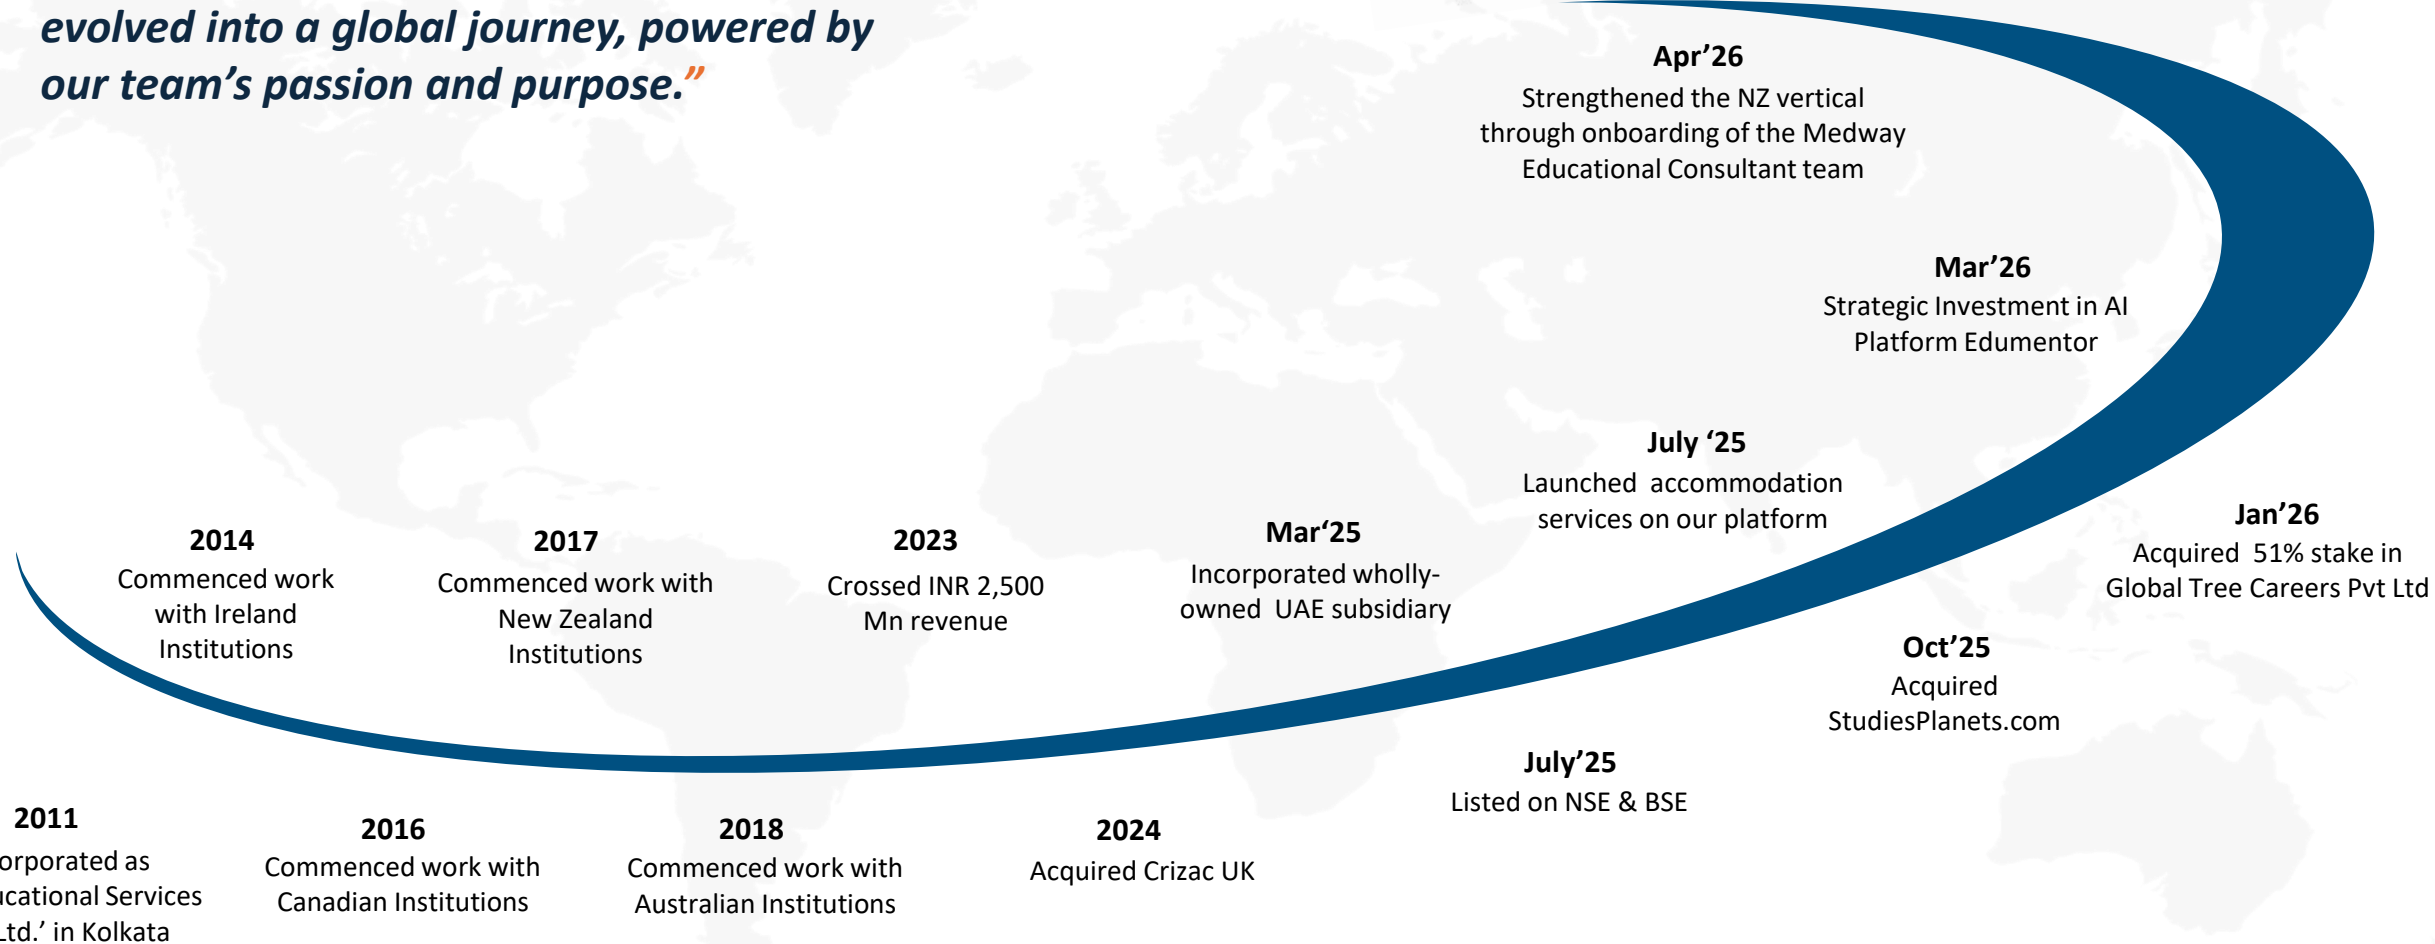 evolved into a global journey, powered by
our team's passion and purpose.”
Apr’26
Strengthened the NZ vertical
through onboarding of the Medway
Educational Consultant team
Mar’26
Strategic Investment in AI
Platform Edumentor
July ‘25
Launched accommodation
services on our platform
Jan’26
Acquired 51% stake in
Global Tree Careers Pvt Ltd
2014
Commenced work
with Ireland
Institutions
2017
Commenced work with
New Zealand
Institutions
2023
Crossed INR 2,500
Mn revenue
Mar‘25
Incorporated wholly-
owned UAE subsidiary
Oct’25
Acquired
StudiesPlanets.com
July’25
Listed on NSE & BSE
2011
as
Services
Ltd.’ in Kolkata
2016
Commenced work with
Canadian Institutions
2018
Commenced work with
Australian Institutions
2024
Acquired Crizac UK